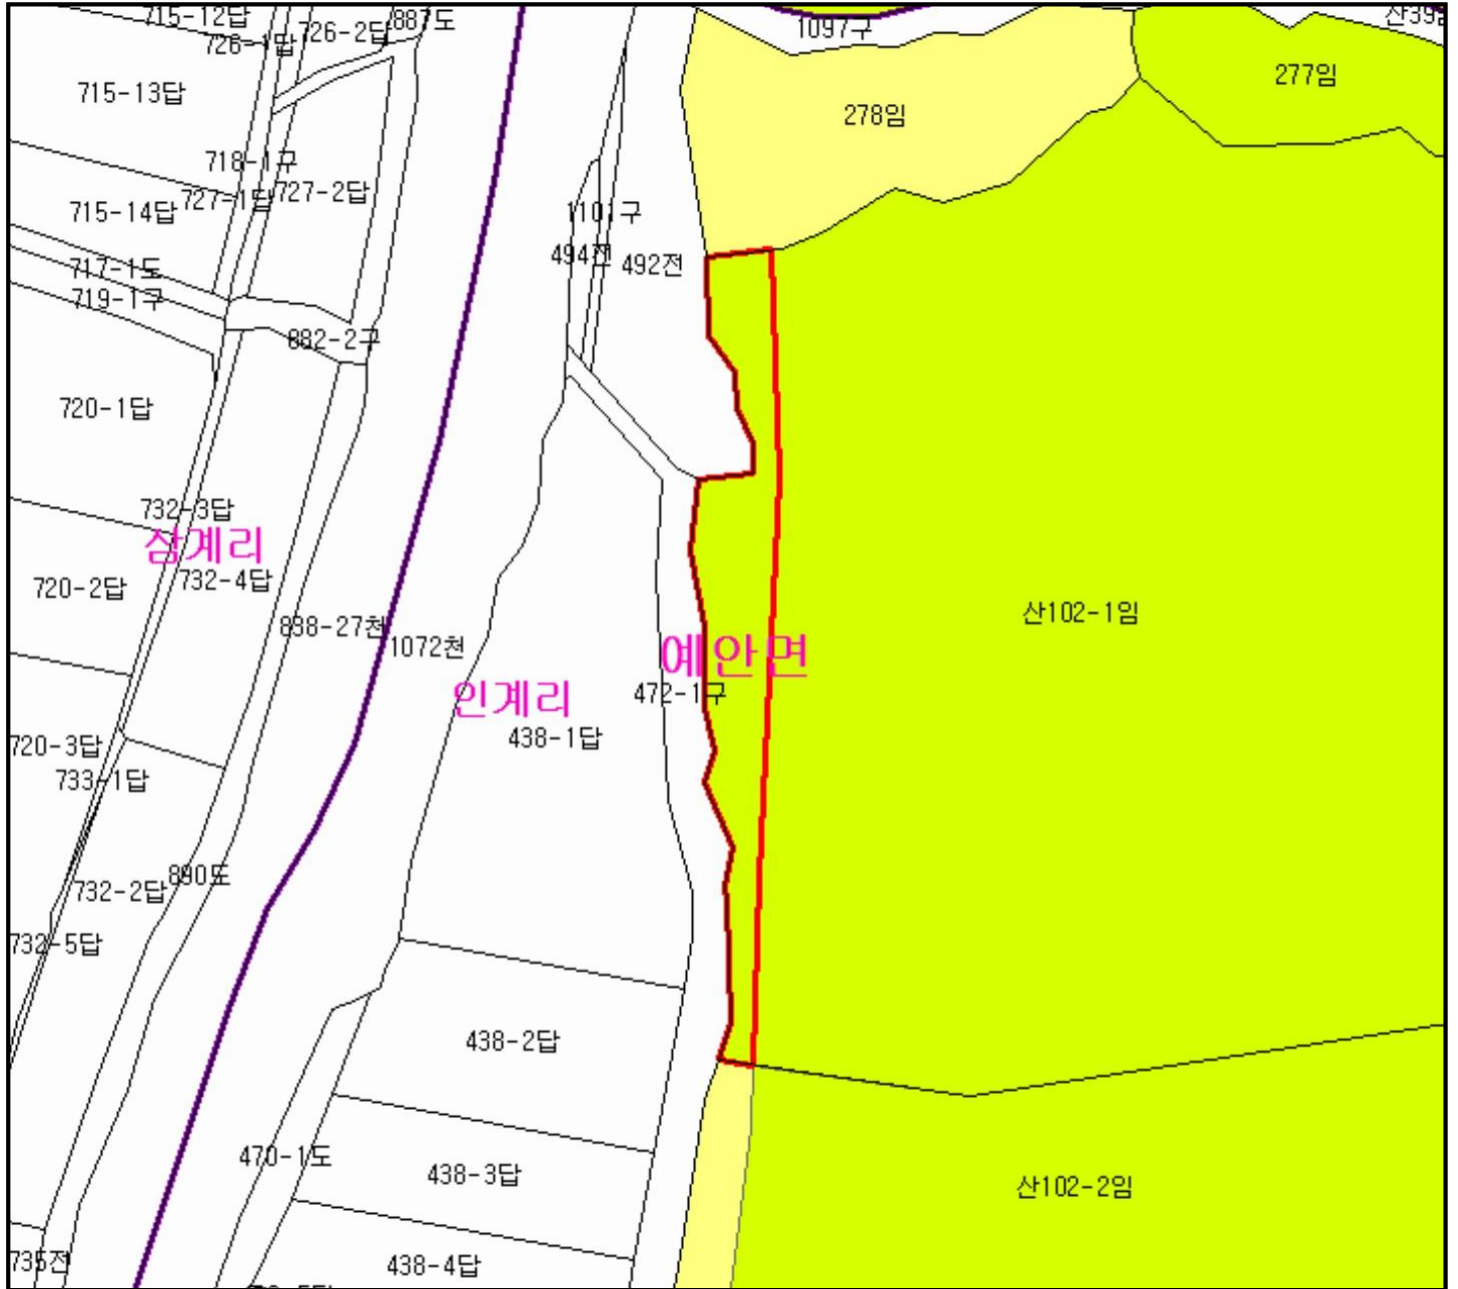 715-12답
887도
726-2답
726-1답
1097구
715-13답
277임
278임
718-1구
727-1답
727-2답
715-14답
1101구
494전
492전
717-1도
719-1구
882-2구
720-1답
732-3답
삼계리
732-4답
720-2답
산102-1임
838-27천
1072천
예안면
472-1구
인계리
438-1답
720-3답
733-1답
890도
732-2답
732-5답
438-2답
470-1도
438-3답
산102-2임
735전
438-4답